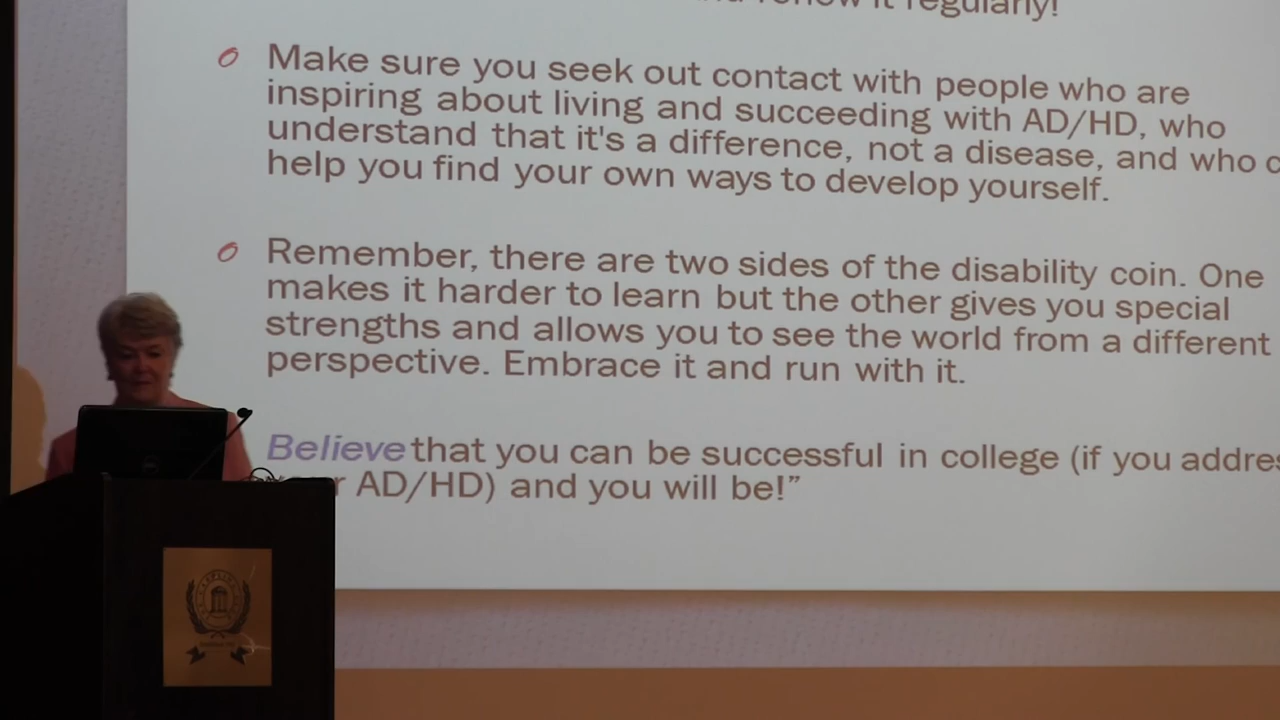 renew it regularly!
Make sure you seek out contact with people who are
inspiring about living and succeeding with AD/HD, who
understand that it's a difference, not a disease, and who
help you find your own ways to develop yourself.
Remember, there are two sides of the disability coin. One
makes it harder to learn but the other gives you special
strengths and allows you to see the world from a different
perspective. Embrace it and run with it.
Believe that you can be successful in college (if you
AD/HD) and you will be!”